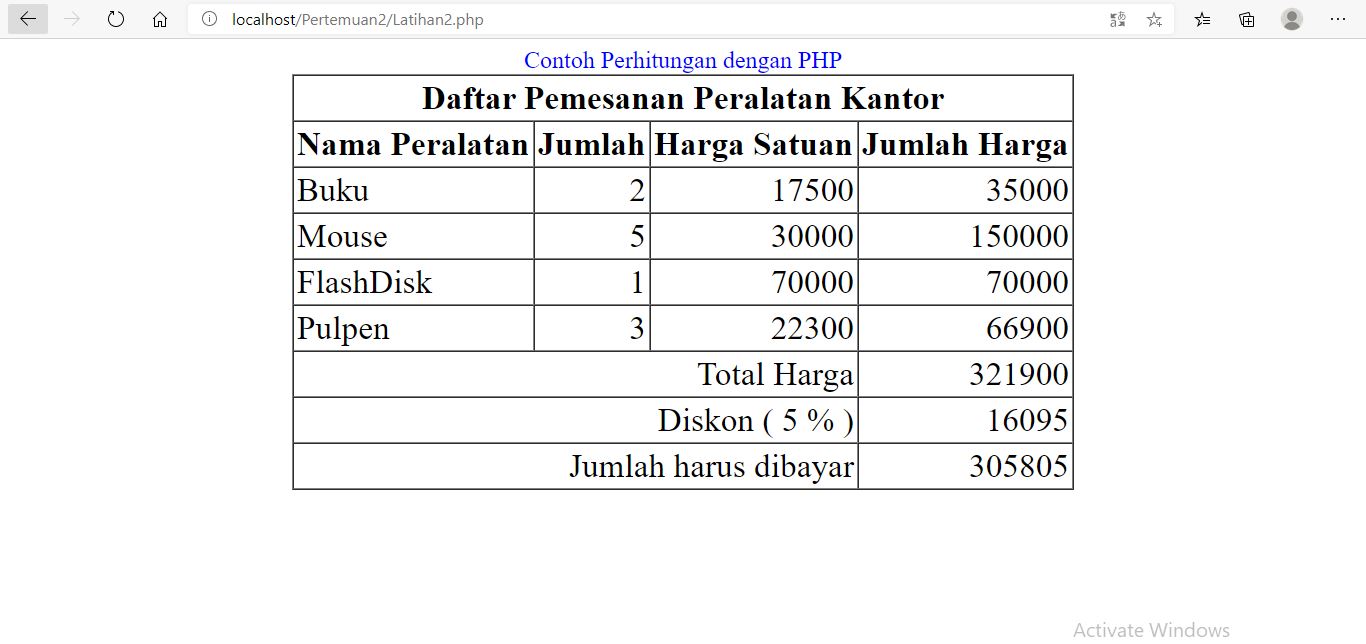 localhost/Pertemuan2/Latihan2.php
Contoh Perhitungan dengan PHP
Daftar Pemesanan Peralatan Kantor
Nama Peralatan Jumlah Harga Satuan Jumlah Harga
Buku 2 17500 35000
Mouse 5 30000 150000
FlashDisk 1 70000 70000
Pulpen 3 22300 66900
Total Harga 321900
Diskon ( 5 % ) 16095
Jumlah harus dibayar 305805
Activate Windows